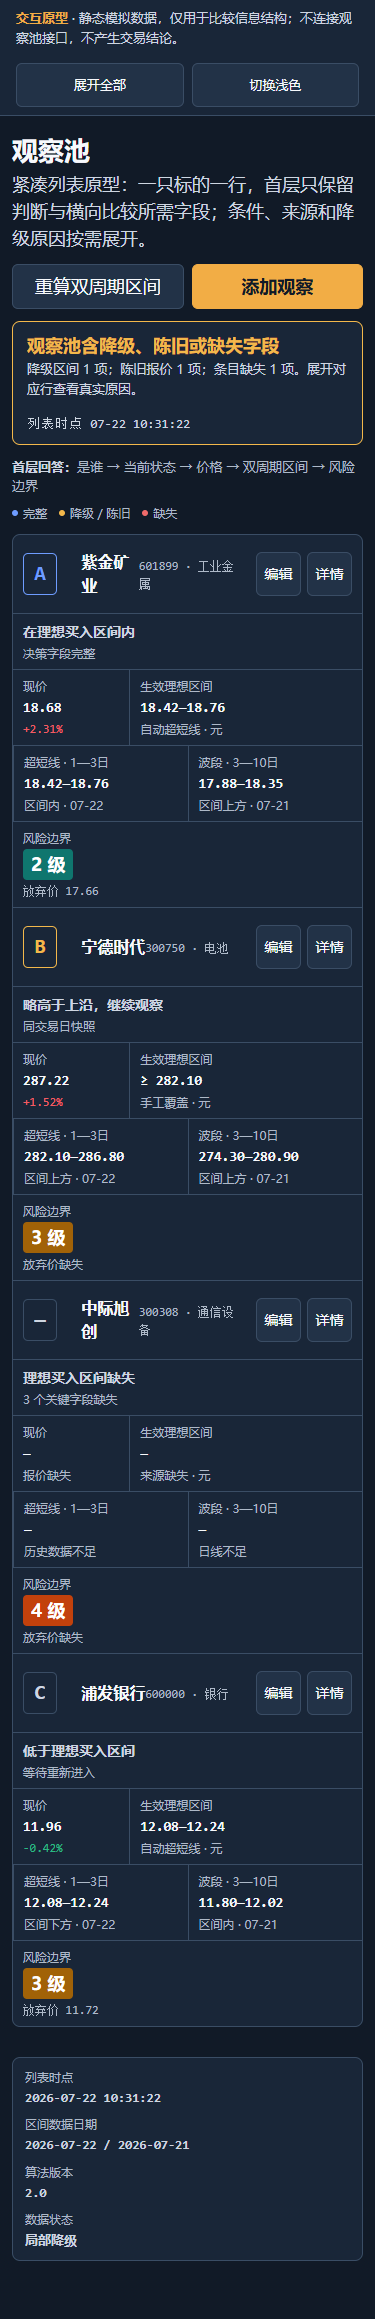 交互原型 · 静态模拟数据，仅用于比较信息结构；不连接观
察池接口，不产生交易结论。
展开全部
切换浅色
观察池
紧凑列表原型：一只标的一行，首层只保留
判断与横向比较所需字段；条件、来源和降
级原因按需展开。
重算双周期区间
添加观察
观察池含降级、陈旧或缺失字段
降级区间 1 项；陈旧报价 1 项；条目缺失 1 项。展开对
应行查看真实原因。
列表时点 07-22 10:31:22
首层回答：是谁 → 当前状态 → 价格 → 双周期区间 → 风险
边界
完整 降级 / 陈旧 缺失
A
紫金矿
业
601899 · 工业金
属
编辑
详情
在理想买入区间内
决策字段完整
现价
18.68
+2.31%
生效理想区间
18.42—18.76
自动超短线 · 元
超短线 · 1—3日
18.42—18.76
区间内 · 07-22
波段 · 3—10日
17.88—18.35
区间上方 · 07-21
风险边界
2 级
放弃价 17.66
B
宁德时代
300750 · 电池
编辑
详情
略高于上沿，继续观察
同交易日快照
现价
287.22
+1.52%
生效理想区间
≥ 282.10
手工覆盖 · 元
超短线 · 1—3日
282.10—286.80
区间上方 · 07-22
波段 · 3—10日
274.30—280.90
区间上方 · 07-21
风险边界
3 级
放弃价缺失
—
中际旭
创
300308 · 通信设
备
编辑
详情
理想买入区间缺失
3 个关键字段缺失
现价
—
报价缺失
生效理想区间
—
来源缺失 · 元
超短线 · 1—3日
—
历史数据不足
波段 · 3—10日
—
日线不足
风险边界
4 级
放弃价缺失
C
浦发银行
600000 · 银行
编辑
详情
低于理想买入区间
等待重新进入
现价
11.96
-0.42%
生效理想区间
12.08—12.24
自动超短线 · 元
超短线 · 1—3日
12.08—12.24
区间下方 · 07-22
波段 · 3—10日
11.80—12.02
区间内 · 07-21
风险边界
3 级
放弃价 11.72
列表时点
2026-07-22 10:31:22
区间数据日期
2026-07-22 / 2026-07-21
算法版本
2.0
数据状态
局部降级